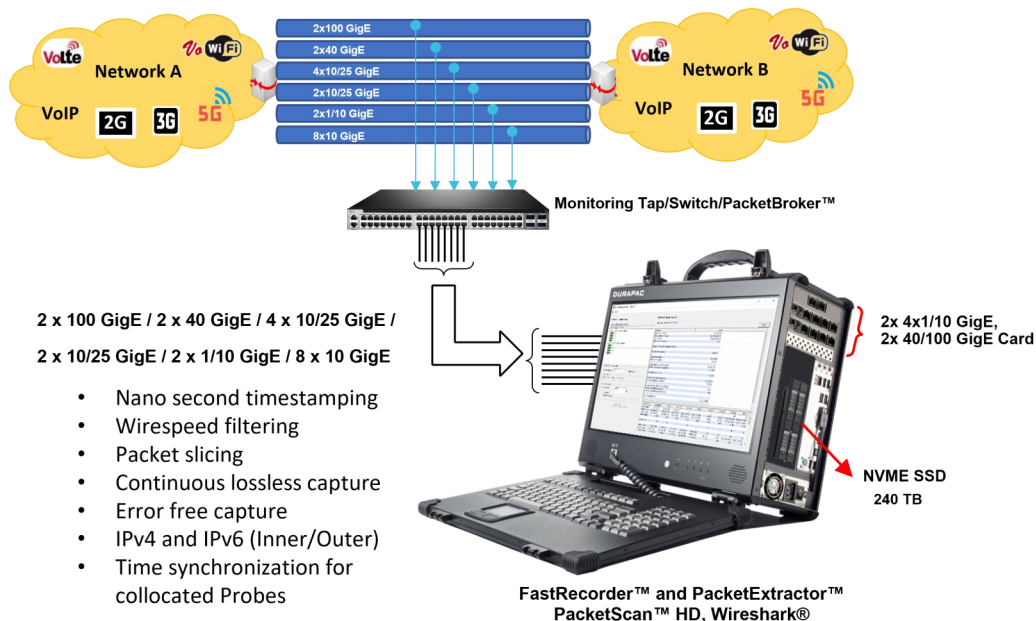 VoLte
Vo WiFi
Network A
VoIP
2G
3G
5G
2x100 GigE
2x40 GigE
4x10/25 GigE
2x10/25 GigE
2x1/10 GigE
8x10 GigE
VoLte
Vo WiFi
Network B
VoIP
2G
3G
5G
Monitoring Tap/Switch/PacketBroker™
2 x 100 GigE / 2 x 40 GigE / 4 x 10/25 GigE /
2 x 10/25 GigE / 2 x 1/10 GigE / 8 x 10 GigE
• Nano second timestamping
• Wirespeed filtering
• Packet slicing
• Continuous lossless capture
• Error free capture
• IPv4 and IPv6 (Inner/Outer)
• Time synchronization for
collocated Probes
DURAPAC
2x 4x1/10 GigE,
2x 40/100 GigE Card
NVME SSD
240 TB
FastRecorder™ and PacketExtractor™
PacketScan™ HD, Wireshark®